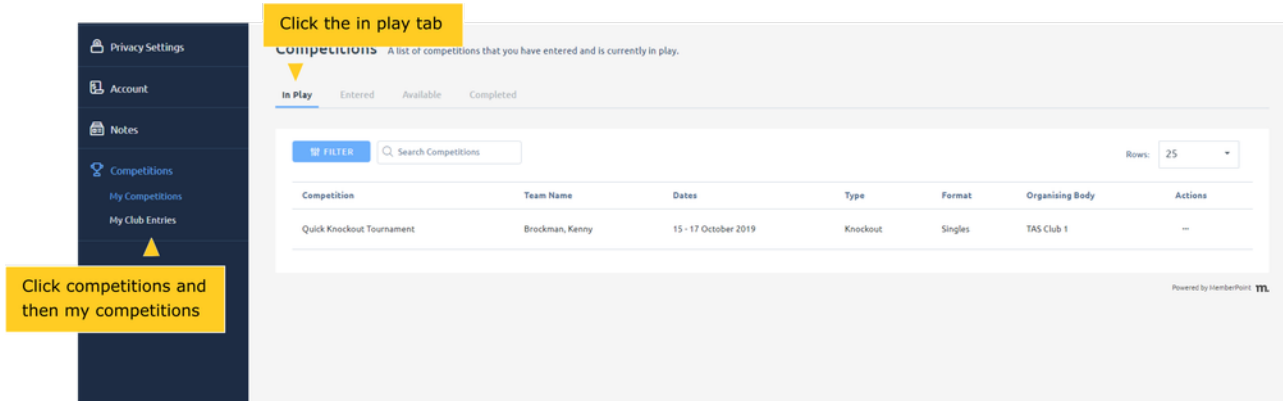 Click the in play tab
Privacy Settings
Account
Notes
Competitions
My Competitions
My Club Entries
Click competitions and
then my competitions
Competitions A list of competitions that you have entered and is currently in play.
In Play Entered Available Completed
FILTER Search Competitions Rows: 25
Competition Team Name Dates Type Format Organising Body Actions
Quick Knockout Tournament Brockman, Kenny 15 - 17 October 2019 Knockout Singles TAS Club 1 ...
Powered by MemberPoint m.